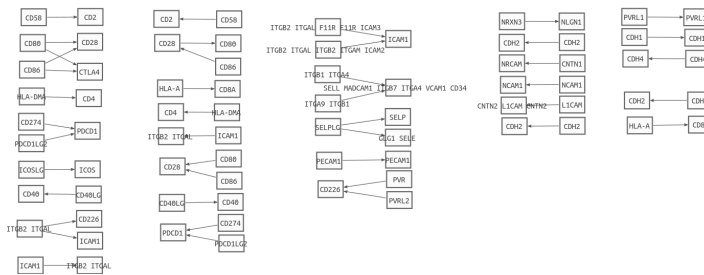 CD58 CD2
CD80 CD28
CD86 CTLA4
HLA-DMA CD4
CD274 PDCD1
PDCD1LG2
ICOSLG ICOS
CD40 CD40LG
ITGB2 ITGAL CD226
ICAM1
ICAM1 ITGB2 ITGAL
CD2 CD58
CD28 CD80
CD86
HLA-A CD8A
CD4 HLA-DMA
ITGB2 ITGAL ICAM1
CD28 CD80
CD86
CD40LG CD40
PDCD1 CD274
PDCD1LG2
ITGB2 ITGAL F11R F11R ICAM3
ICAM1
ITGB2 ITGAL ITGB2 ITGAM ICAM2
ITGB1 ITGA4
SELL MADCAM1 ITGB7 ITGA4 VCAM1 CD34
ITGA9 ITGB1
SELPLG SELP
GLG1 SELE
PECAM1 PECAM1
CD226 PVR
PVRL2
NRXN3 NLGN1
CDH2 CDH2
NRCAM CNTN1
NCAM1 NCAM1
CNTN2 L1CAM CNTN2 L1CAM
CDH2 CDH2
PVRL1 PVRL
CDH1 CDH1
CDH4 CDH4
CDH2 CD
HLA-A CD8